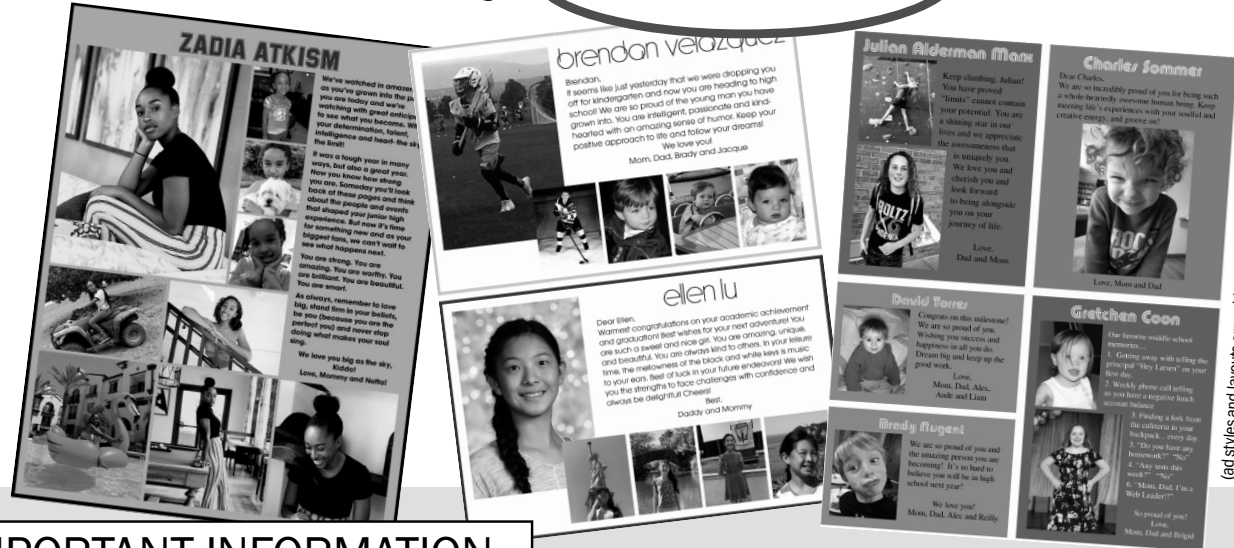 ZADIA ATKISM
We've watched in
as you've grown into the
you are today and we're
watching with great
to see what you become.
your determination, talent,
intelligence and heart- the
the limit!
It was a tough year in many
ways, but also a great year.
Now you know how strong
you are. Someday you'll look
back at these pages and think
about the people and events
that shaped your junior high
experience. But now it's time
for something new and as your
biggest fans, we can't wait to
see what happens next.
You are strong. You are
amazing. You are worthy. You
are brilliant. You are beautiful.
You are smart.
As always, remember to love
big, stand firm in your beliefs,
be you (because you are the
perfect you) and never stop
doing what makes your soul
sing.
We love you big as the sky,
Kiddo!
Love, Mommy and Netta!
brendan velazquez
Brendan,
It seems like just yesterday that we were dropping you
off for kindergarten and now you are heading to high
school! We are so proud of the young man you have
grown into. You are intelligent, passionate and kind-
hearted with an amazing sense of humor. Keep your
positive approach to life and follow your dreams!
We love you!
Mom, Dad, Brady and Jacque
ellen lu
Dear Ellen,
Warmest congratulations on your academic achievement
and graduation! Best wishes for your next adventure! You
are such a sweet and nice girl. You are amazing, unique,
and beautiful. You are always kind to others. In your leisure
time, the mellowness of the black and white keys is music
to your ears. Best of luck in your future endeavors! We wish
you the strengths to face challenges with confidence and
always be delightful! Cheers!
Best,
Daddy and Mommy
Julian Alderman Marx
Keep climbing, Julian!
You have proved
"limits" cannot contain
your potential. You are
a shining star in our
lives and we appreciate
the awesomeness that
is uniquely you.
We love you and
cherish you and
look forward
to being alongside
you on your
journey of life.
Love,
Dad and Mom
BOLTZ
Charles Sommer
Dear Charles,
We are so incredibly proud of you for being such
a whole-heartedly awesome human being. Keep
meeting life's experiences with your soulful and
creative energy, and groove on!
Love, Mom and Dad
David Torres
Congrats on this milestone!
We are so proud of you.
Wishing you success and
happiness in all you do.
Dream big and keep up the
good work.
Love,
Mom, Dad, Alex,
Aude and Liam
Brady Nugent
We are so proud of you and
the amazing person you are
becoming! It's so hard to
believe you will be in high
school next year!
We love you!
Mom, Dad, Alec and Reilly
Gretchen Coon
Our favorite middle school
memories...
1. Getting away with telling the
principal "Hey Larsen" on your
first day.
2. Weekly phone call telling
us you have a negative lunch
account balance
3. Finding a fork from
the cafeteria in your
backpack... every day
3. "Do you have any
homework?" "No"
4. "Any tests this
week?" "No"
6. "Mom, Dad, I'm a
Web Leader!!"
So proud of you!
Love,
Mom, Dad and Brigid
(ad styles and layouts
INFORMATION